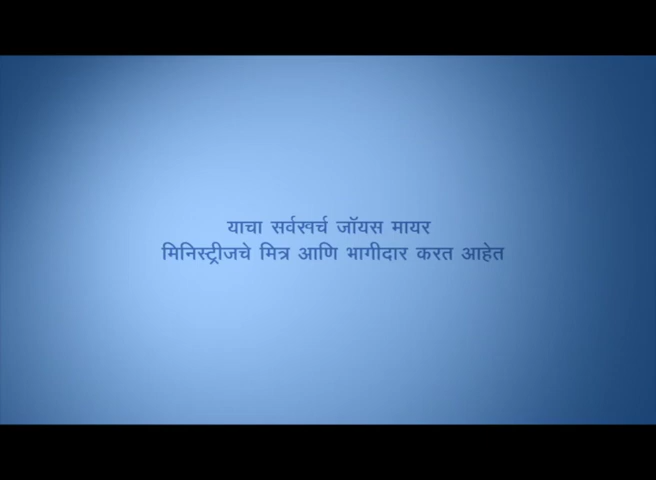 याचा सर्वखर्च जॉयस मायर
मिनिस्ट्रीजचे मित्र आणि भागीदार करत आहेत